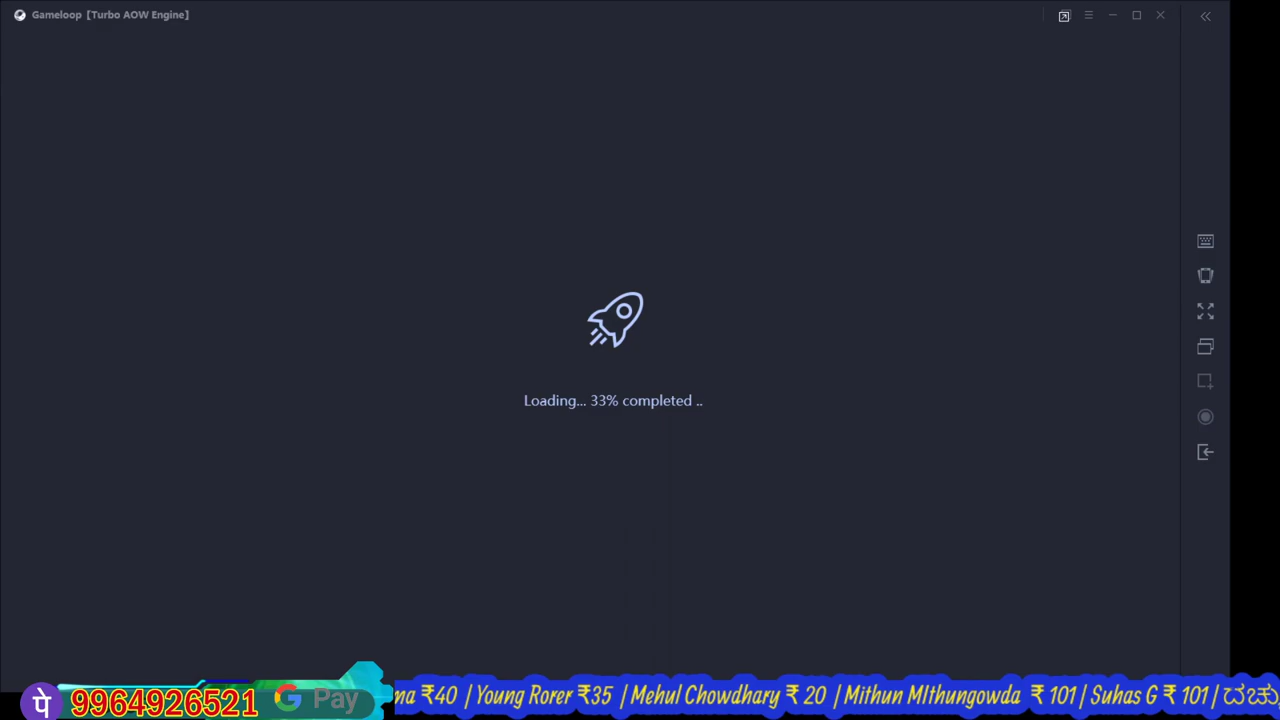 Gameloop【Turbo AOW Engine】
Loading... 33% completed ..
पे 9964926521 G Pay
₹40 | Young Rorer ₹35 | Mehul Chowdhary ₹ 20 | Mithun MIthungowda ₹ 101 | Suhas G ₹ 101 |